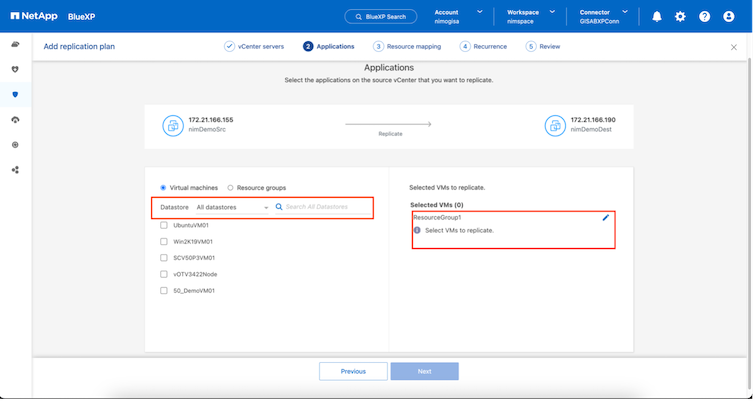 NetApp BlueXP
BlueXP Search
Account
nimogisa
Workspace
nimspace
Connector
GISABXPConn
Add replication plan
vCenter servers
2 Applications
3 Resource mapping
4 Recurrence
5 Review
Applications
Select the applications on the source vCenter that you want to replicate.
172.21.166.155
nimDemoSrc
Replicate
172.21.166.190
nimDemoDest
Virtual machines
Resource groups
Datastore All datastores
Search All Datastores
UbuntuVM01
Win2K19VM01
SCV50P3VM01
vOTV3422Node
50_DemoVM01
Selected VMs to replicate.
Selected VMs (0)
ResourceGroup1
Select VMs to replicate.
Previous
Next